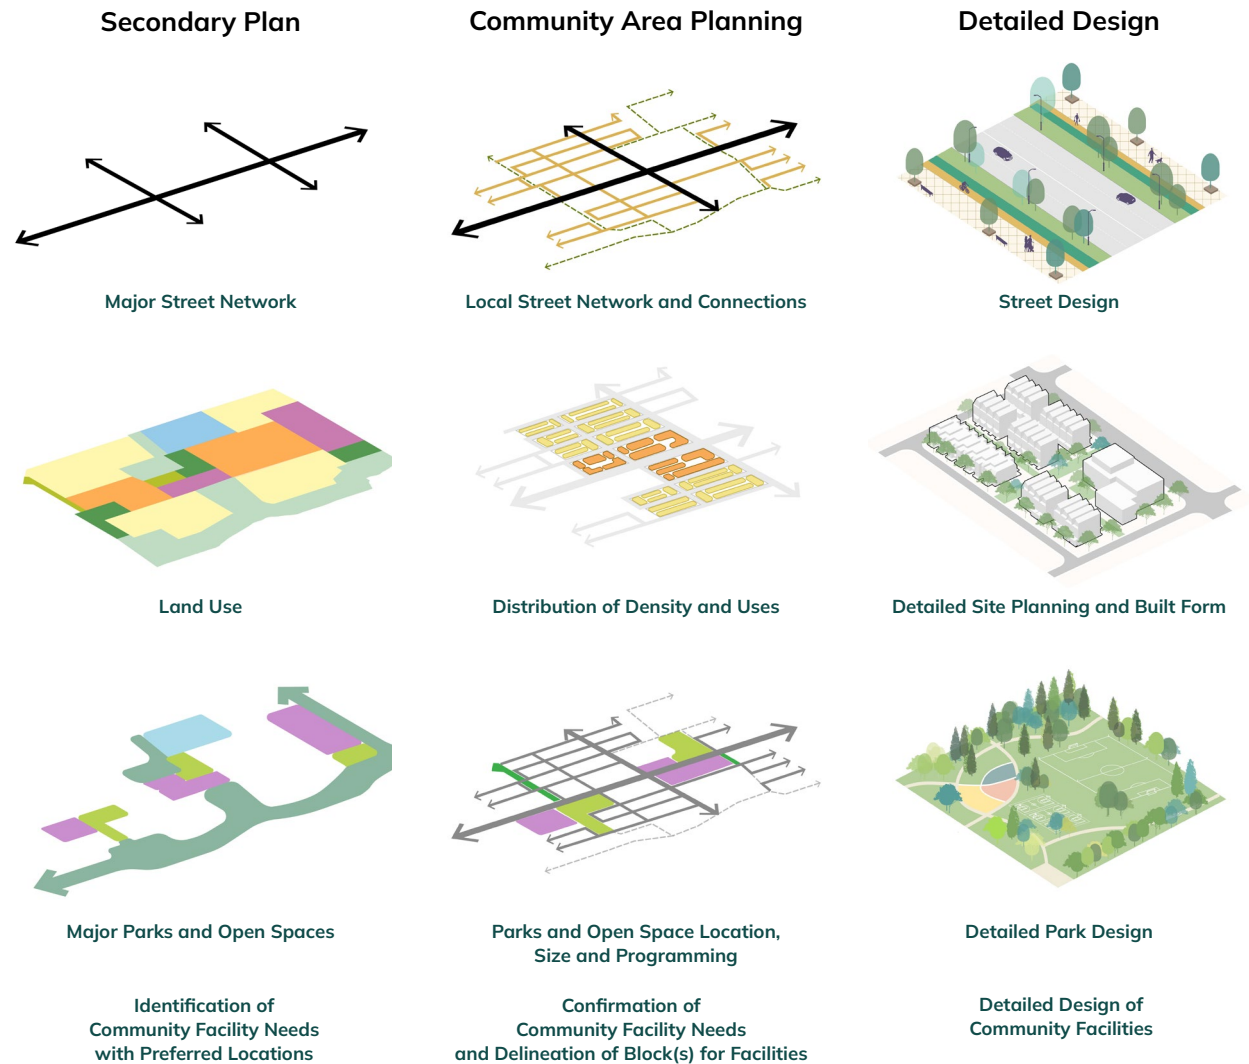 Secondary Plan
Community Area Planning
Detailed Design
Major Street Network
Local Street Network and Connections
Street Design
Land Use
Distribution of Density and Uses
Detailed Site Planning and Built Form
Major Parks and Open Spaces
Parks and Open Space Location,
Size and Programming
Detailed Park Design
Identification of
Community Facility Needs
with Preferred Locations
Confirmation of
Community Facility Needs
and Delineation of Block(s) for Facilities
Detailed Design of
Community Facilities